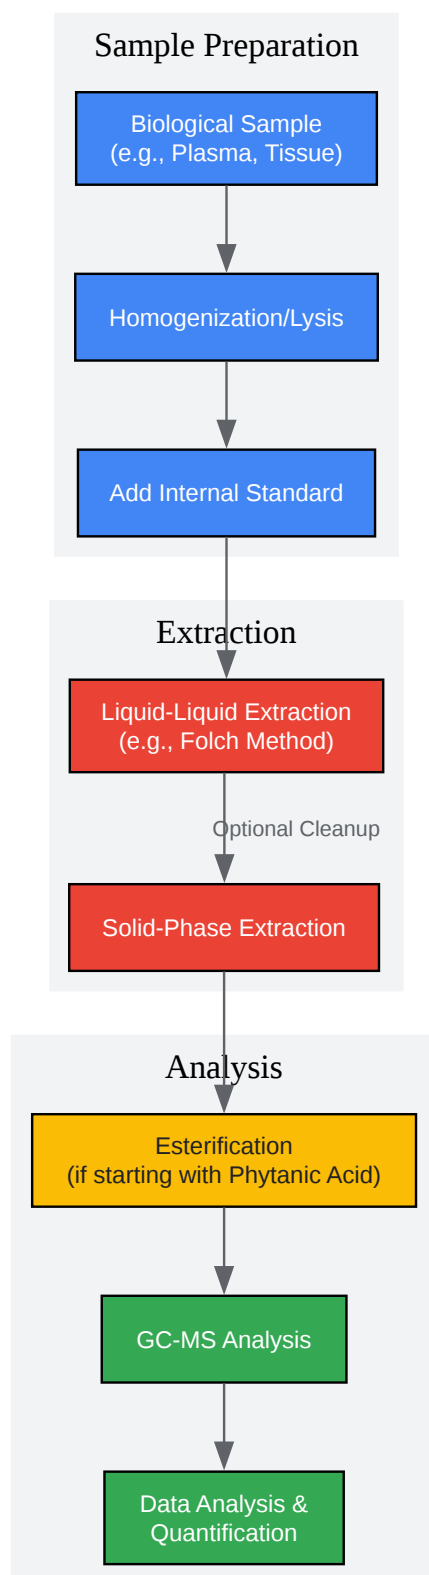 Sample Preparation
Biological Sample
(e.g., Plasma, Tissue)
Homogenization/Lysis
Add Internal Standard
Extraction
Liquid-Liquid Extraction
(e.g., Folch Method)
Optional Cleanup
Solid-Phase Extraction
Analysis
Esterification
(if starting with Phytanic Acid)
GC-MS Analysis
Data Analysis &
Quantification